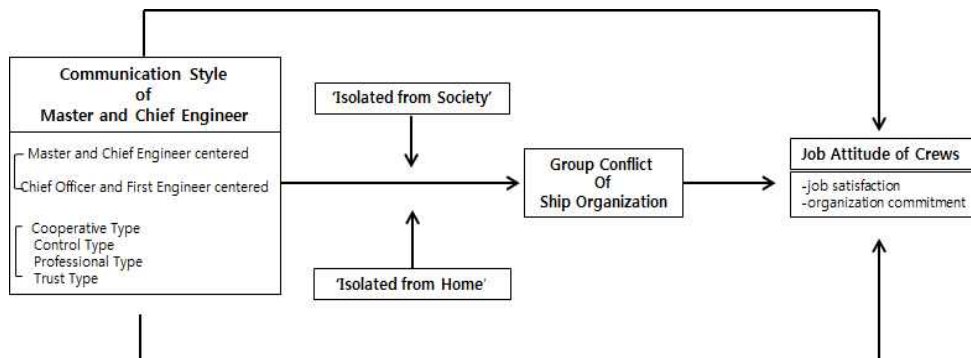 Communication Style
of
Master and Chief Engineer
Master and Chief Engineer centered
Chief Officer and First Engineer centered
Cooperative Type
Control Type
Professional Type
Trust Type
'Isolated from Society'
'Isolated from Home'
Group Conflict
Of
Ship Organization
Job Attitude of Crews
-job satisfaction
-organization commitment